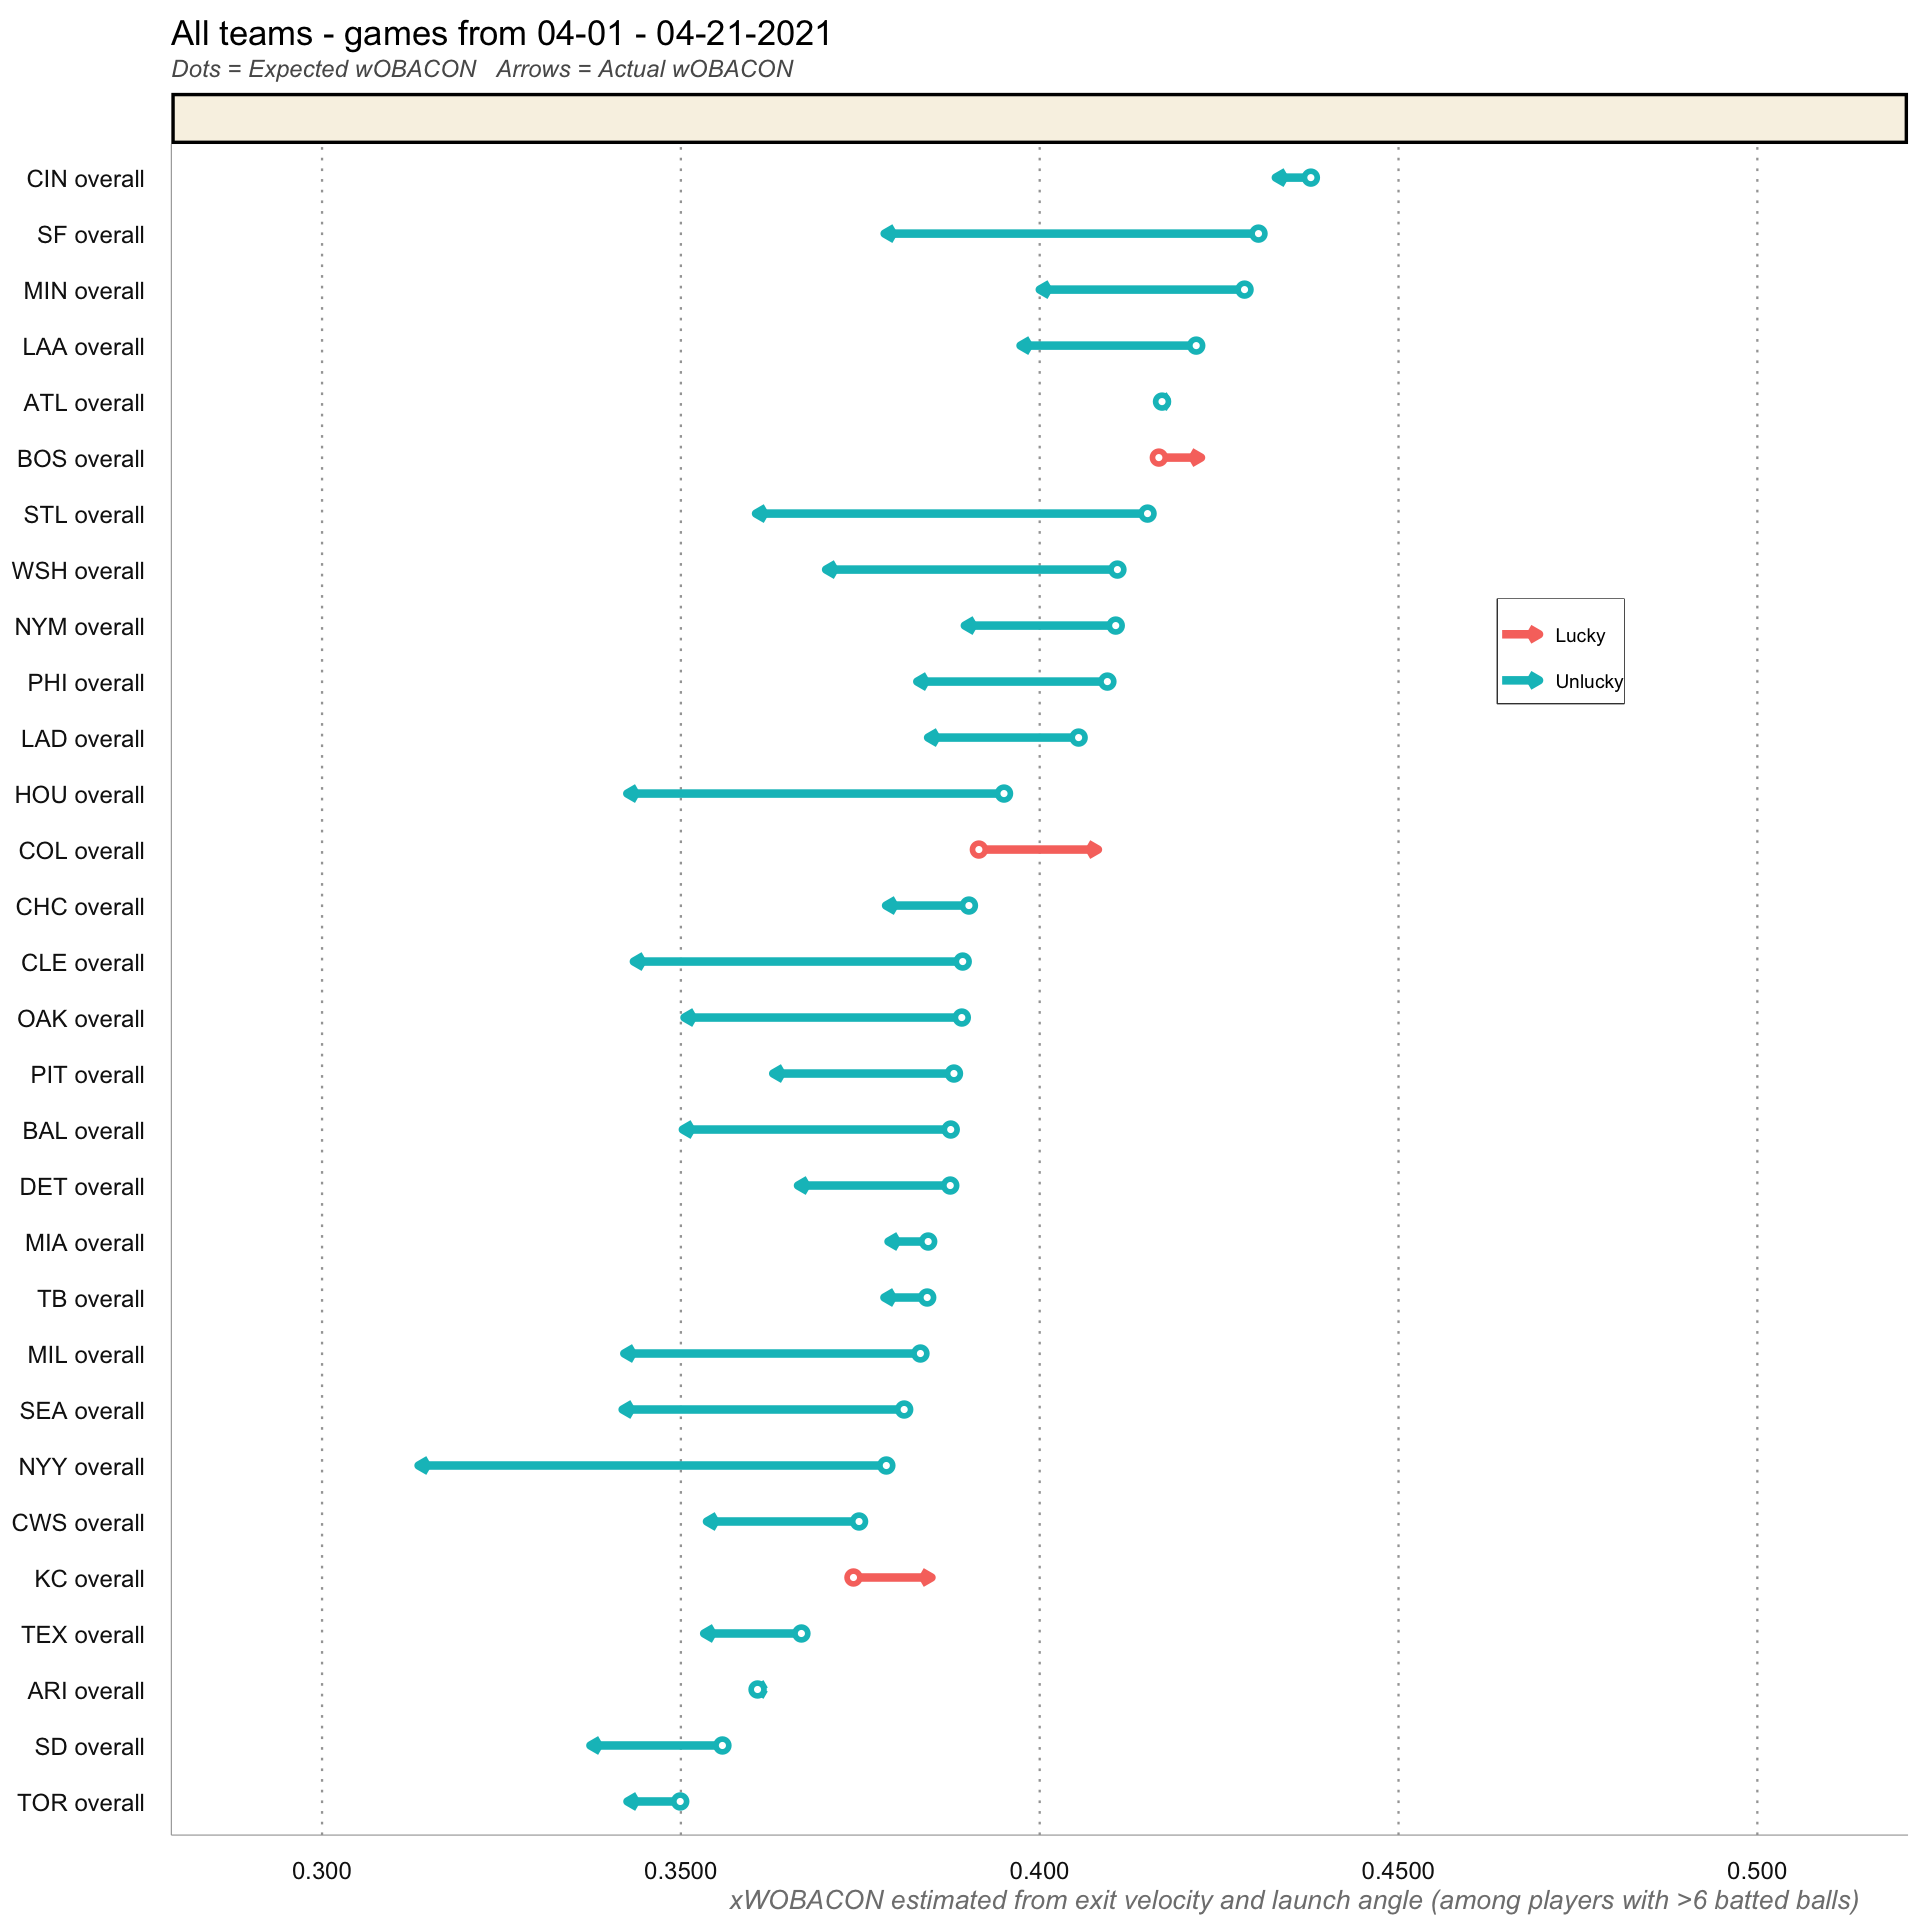 All teams - games from 04-01 - 04-21-2021
Dots = Expected wOBACON   Arrows = Actual wOBACON
CIN overall
SF overall
MIN overall
LAA overall
ATL overall
BOS overall
STL overall
WSH overall
NYM overall
PHI overall
LAD overall
HOU overall
COL overall
CHC overall
CLE overall
OAK overall
PIT overall
BAL overall
DET overall
MIA overall
TB overall
MIL overall
SEA overall
NYY overall
CWS overall
KC overall
TEX overall
ARI overall
SD overall
TOR overall
Lucky
Unlucky
0.300 0.3500 0.400 0.4500 0.500
xWOBACON estimated from exit velocity and launch angle (among players with >6 batted balls)